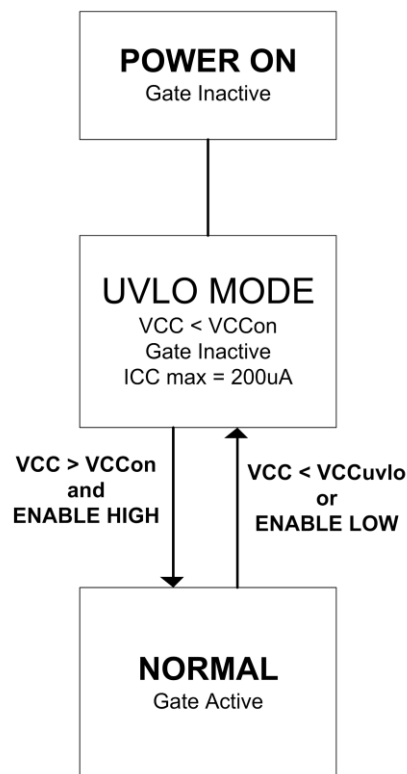 POWER ON
Gate Inactive
UVLO MODE
VCC < VCCon
Gate Inactive
ICC max = 200uA
VCC > VCCon
and
ENABLE HIGH
VCC < VCCuvlo
or
ENABLE LOW
NORMAL
Gate Active